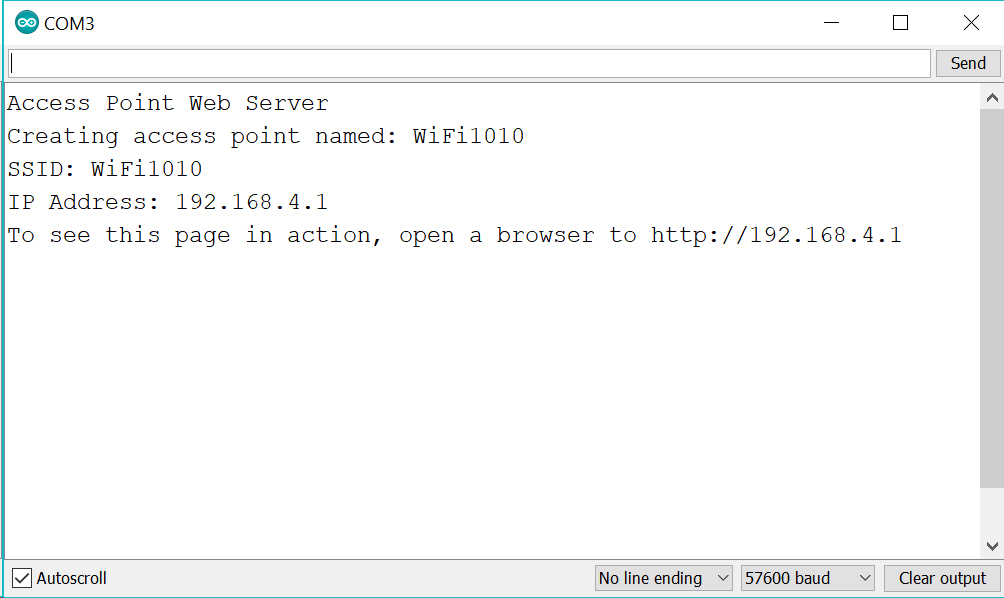 COM3
Send
Access Point Web Server
Creating access point named: WiFi1010
SSID: WiFi1010
IP Address: 192.168.4.1
To see this page in action, open a browser to http://192.168.4.1
Autoscroll No line ending 57600 baud Clear output